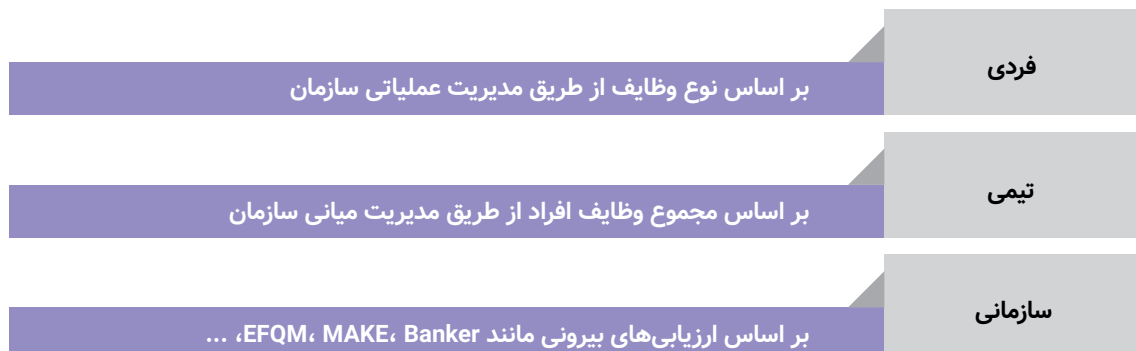 فردی
بر اساس نوع وظایف از طریق مدیریت عملیاتی سازمان
تیمی
بر اساس مجموع وظایف افراد از طریق مدیریت میانی سازمان
سازمانی
بر اساس ارزیابی‌های بیرونی مانند EFQM، MAKE، Banker، ...